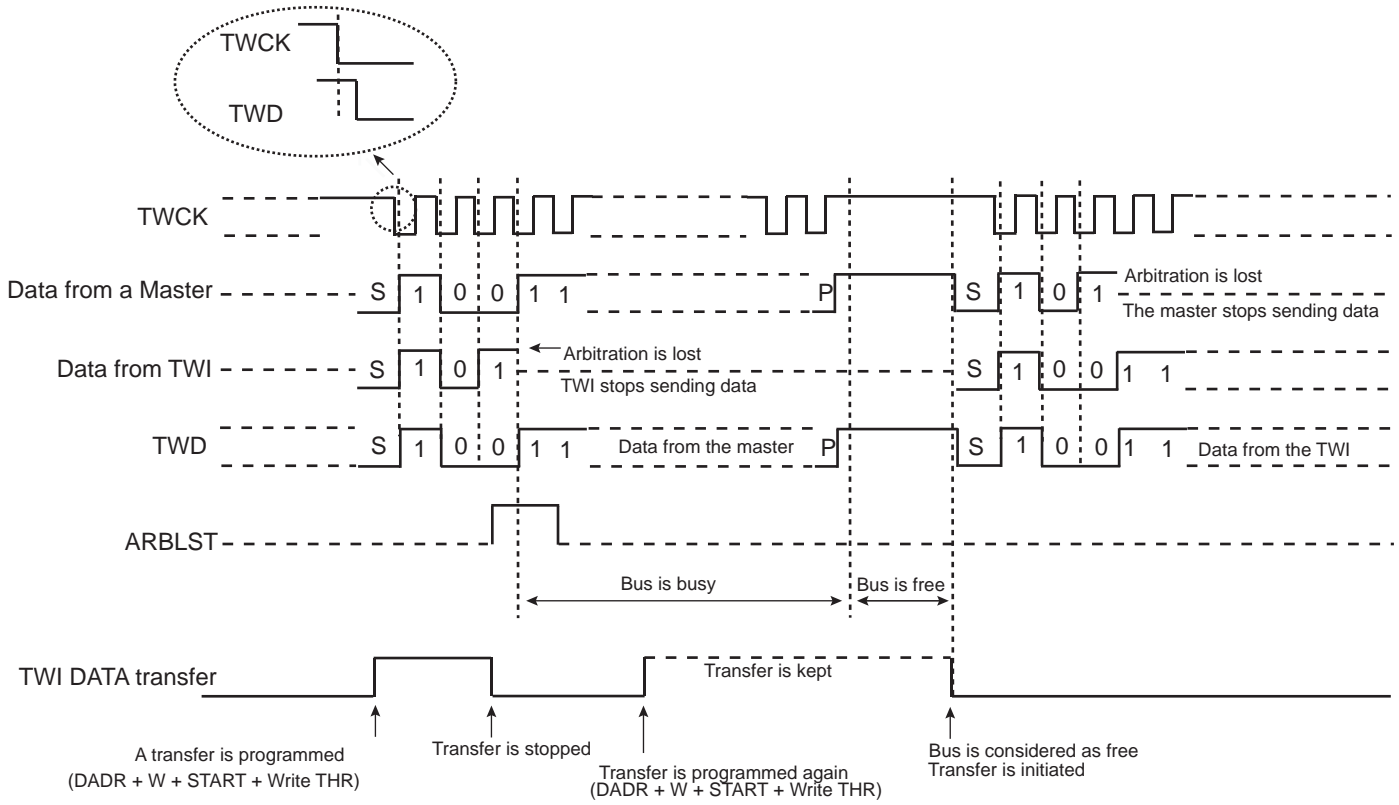 TWCK
TWD
TWCK
Data from a Master S 1 0 0 1 1 P S 1 0 1 Arbitration is lost
The master stops sending data
Data from TWI S 1 0 1 Arbitration is lost S 1 0 0 1 1
TWI stops sending data
TWD S 1 0 0 1 1 Data from the master P S 1 0 0 1 1 Data from the TWI
ARBLST
Bus is busy Bus is free
TWI DATA transfer Transfer is kept
A transfer is programmed
(DADR + W + START + Write THR)
Transfer is stopped
Transfer is programmed again
(DADR + W + START + Write THR)
Bus is considered as free
Transfer is initiated